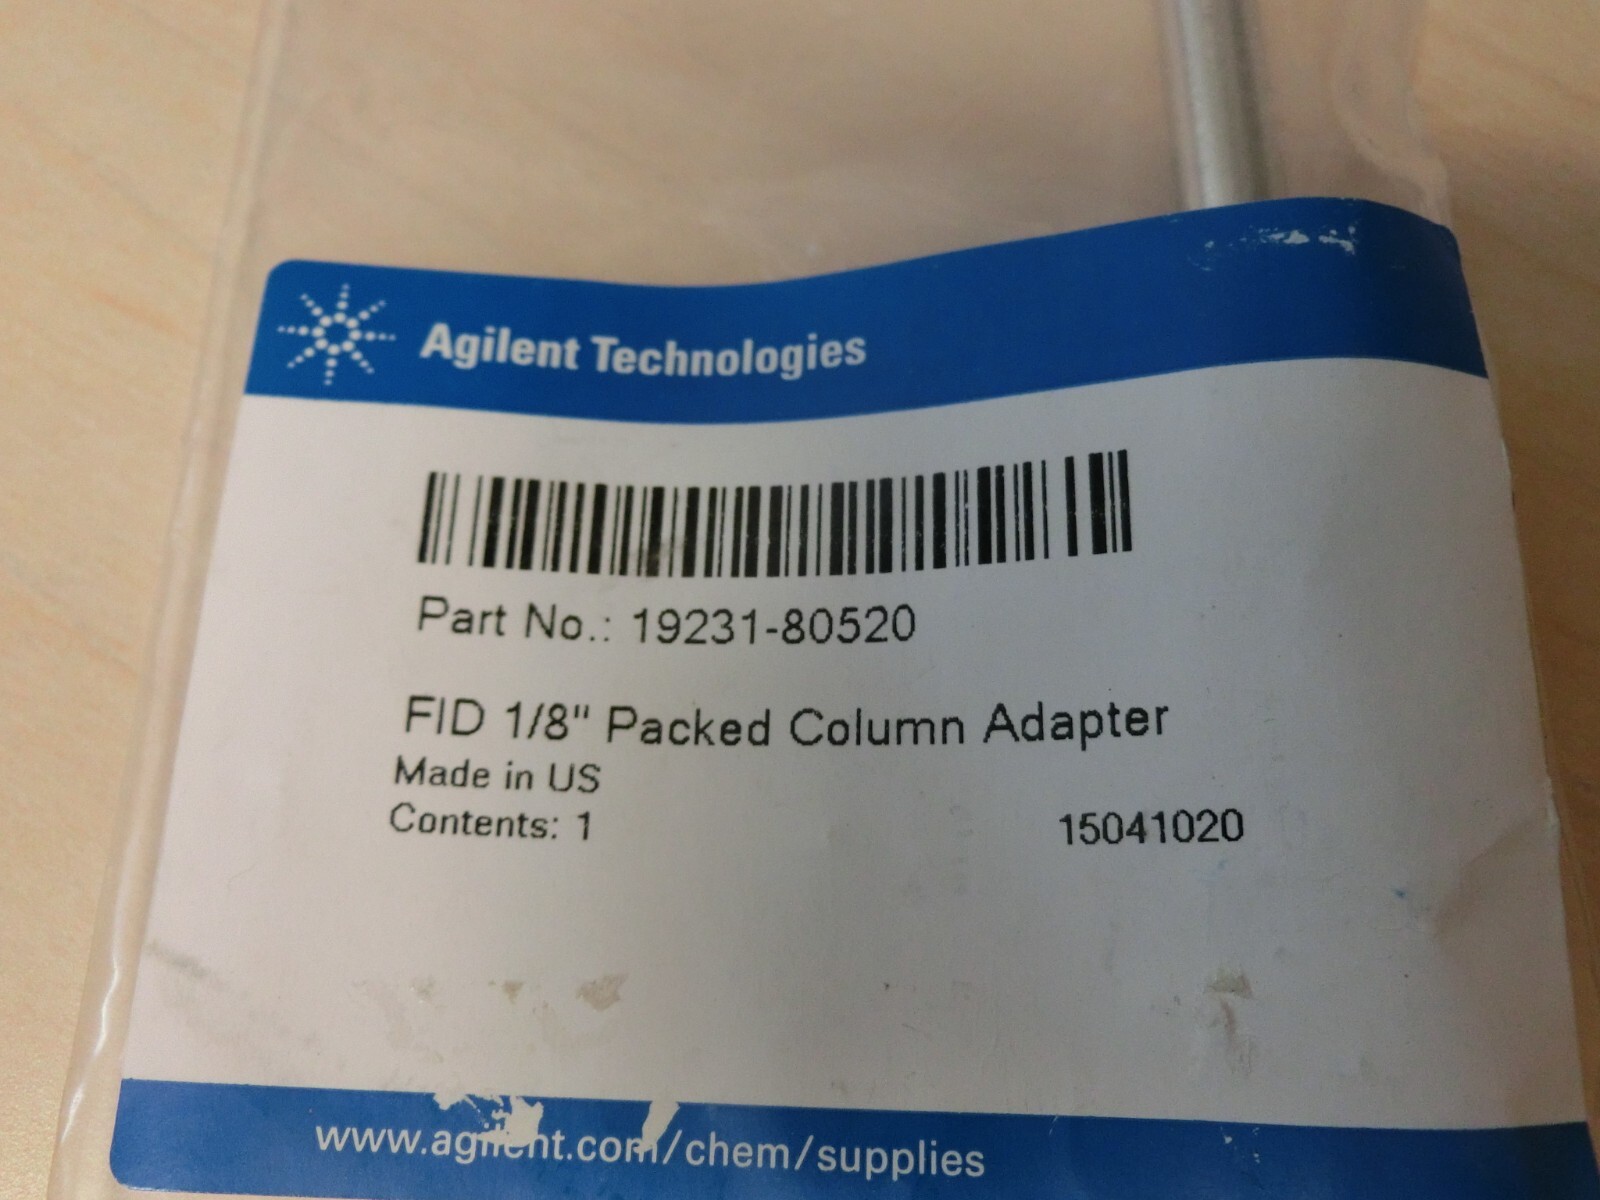 Agilent Technologies
Part No.: 19231-80520
FID 1/8" Packed Column Adapter
Made in US
Contents: 1 15041020
www.agilent.com/chem/supplies